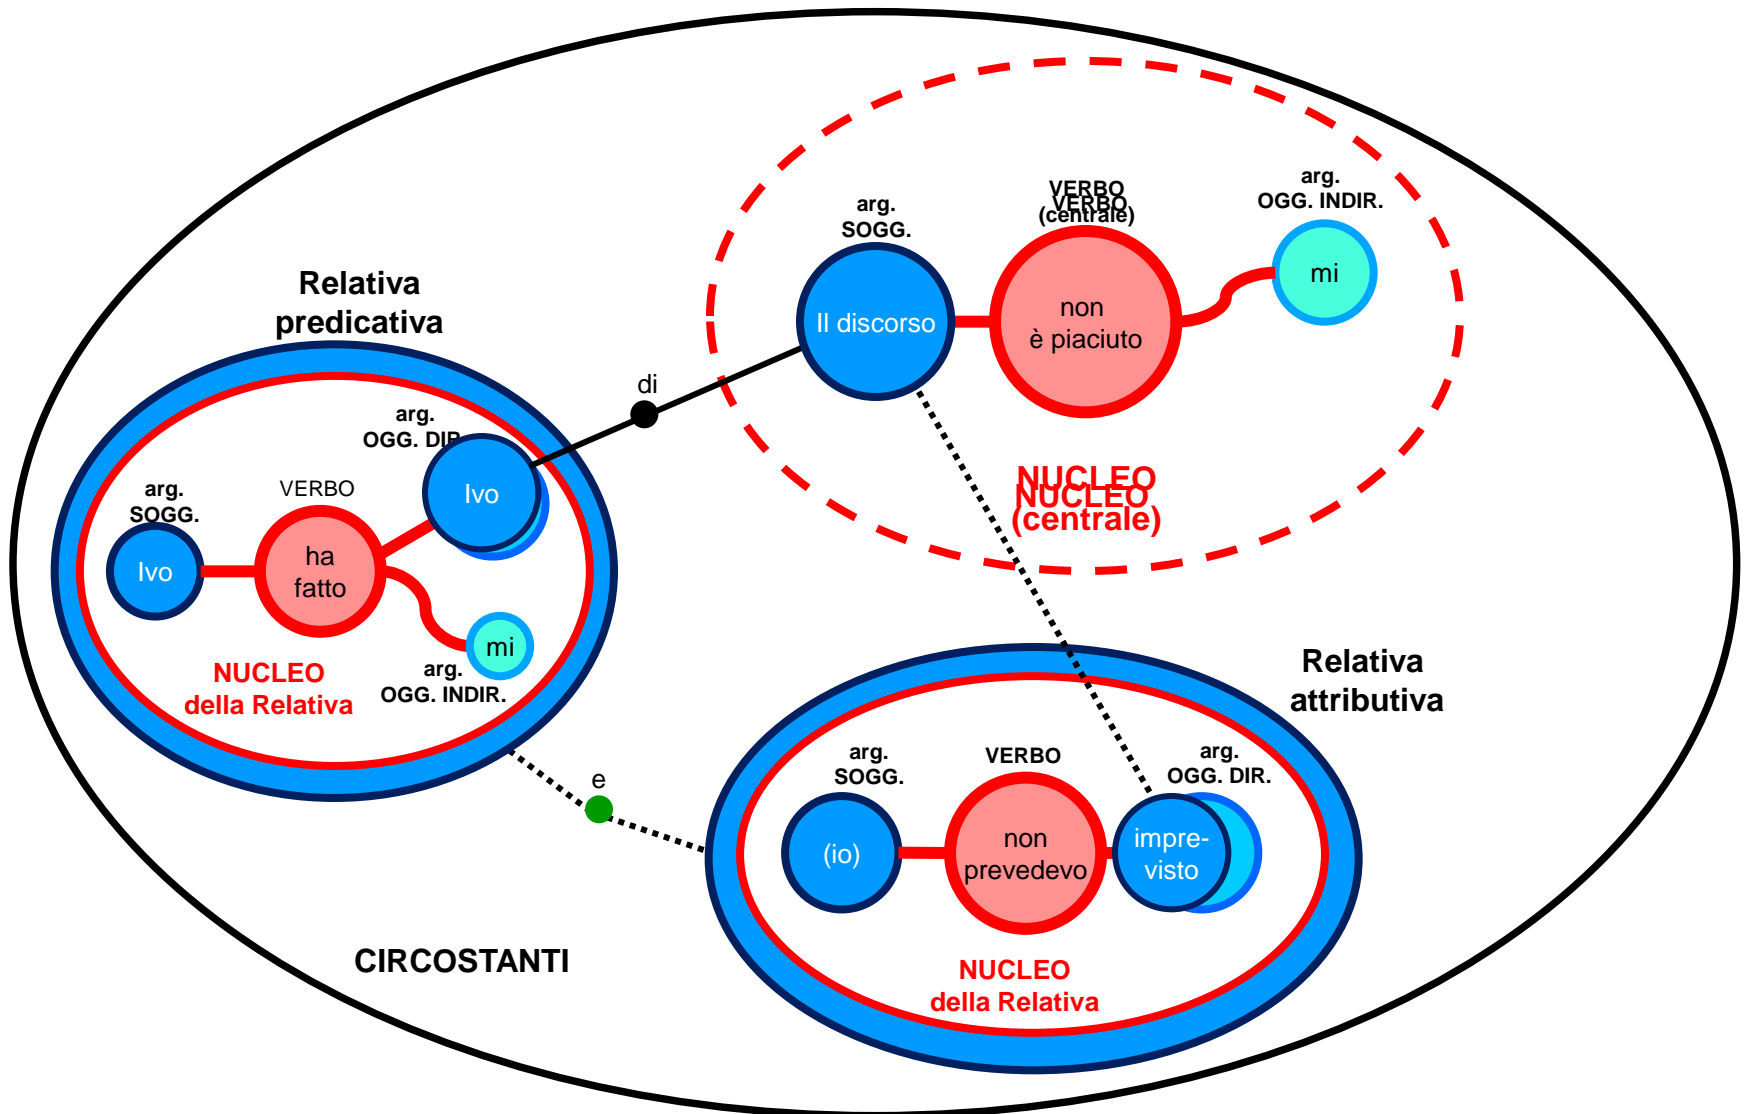 VERBO
VERBO
(centrale)
arg.
OGG. INDIR.
arg.
SOGG.
Il discorso
non
è piaciuto
mi
NUCLEO
NUCLEO
(centrale)
Relativa
predicativa
di
arg.
OGG. DIR.
Ivo
arg.
SOGG.
VERBO
Ivo
ha
fatto
mi
arg.
OGG. INDIR.
NUCLEO
della Relativa
e
Relativa
attributiva
arg.
SOGG.
VERBO
arg.
OGG. DIR.
(io)
non
prevedevo
impre-
visto
NUCLEO
della Relativa
CIRCOSTANTI